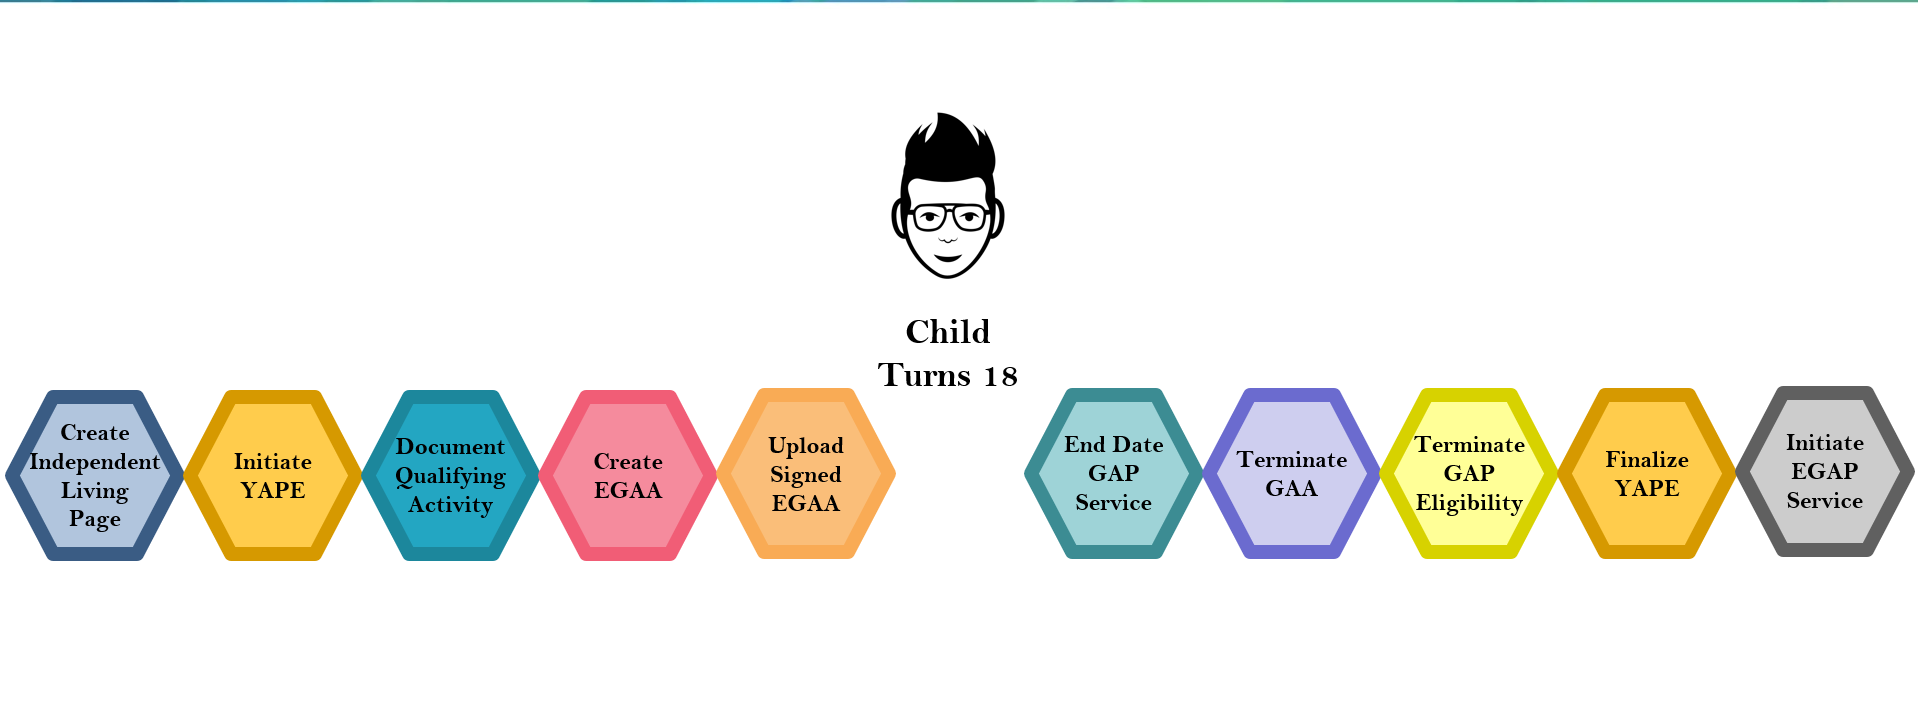 Child
Turns 18
Create
Independent
Living
Page
Initiate
YAPE
Document
Qualifying
Activity
Create
EGAA
Upload
Signed
EGAA
End Date
GAP
Service
Terminate
GAA
Terminate
GAP
Eligibility
Finalize
YAPE
Initiate
EGAP
Service